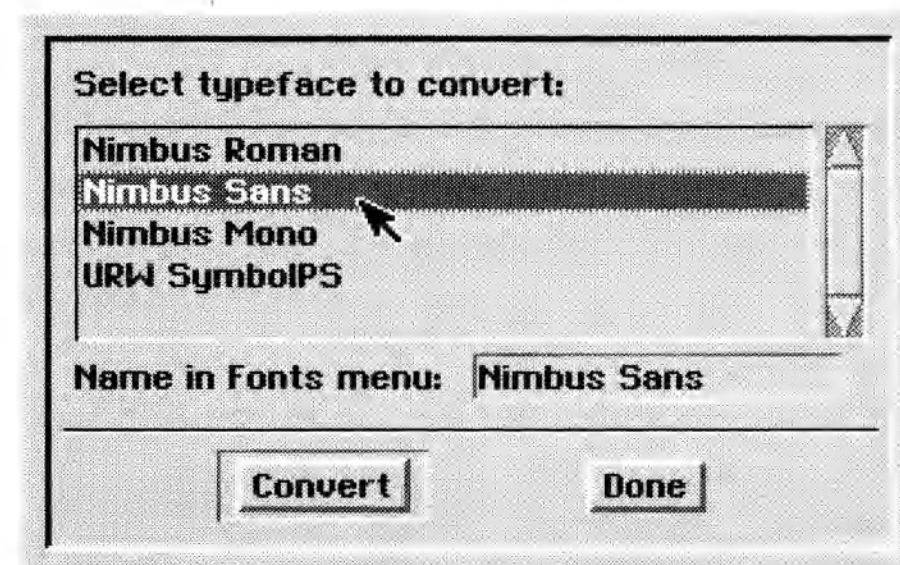 Select typeface to convert:
Nimbus Roman
Nimbus Sans
Nimbus Mono
URW SymbolPS
Name in Fonts menu: Nimbus Sans
Convert Done